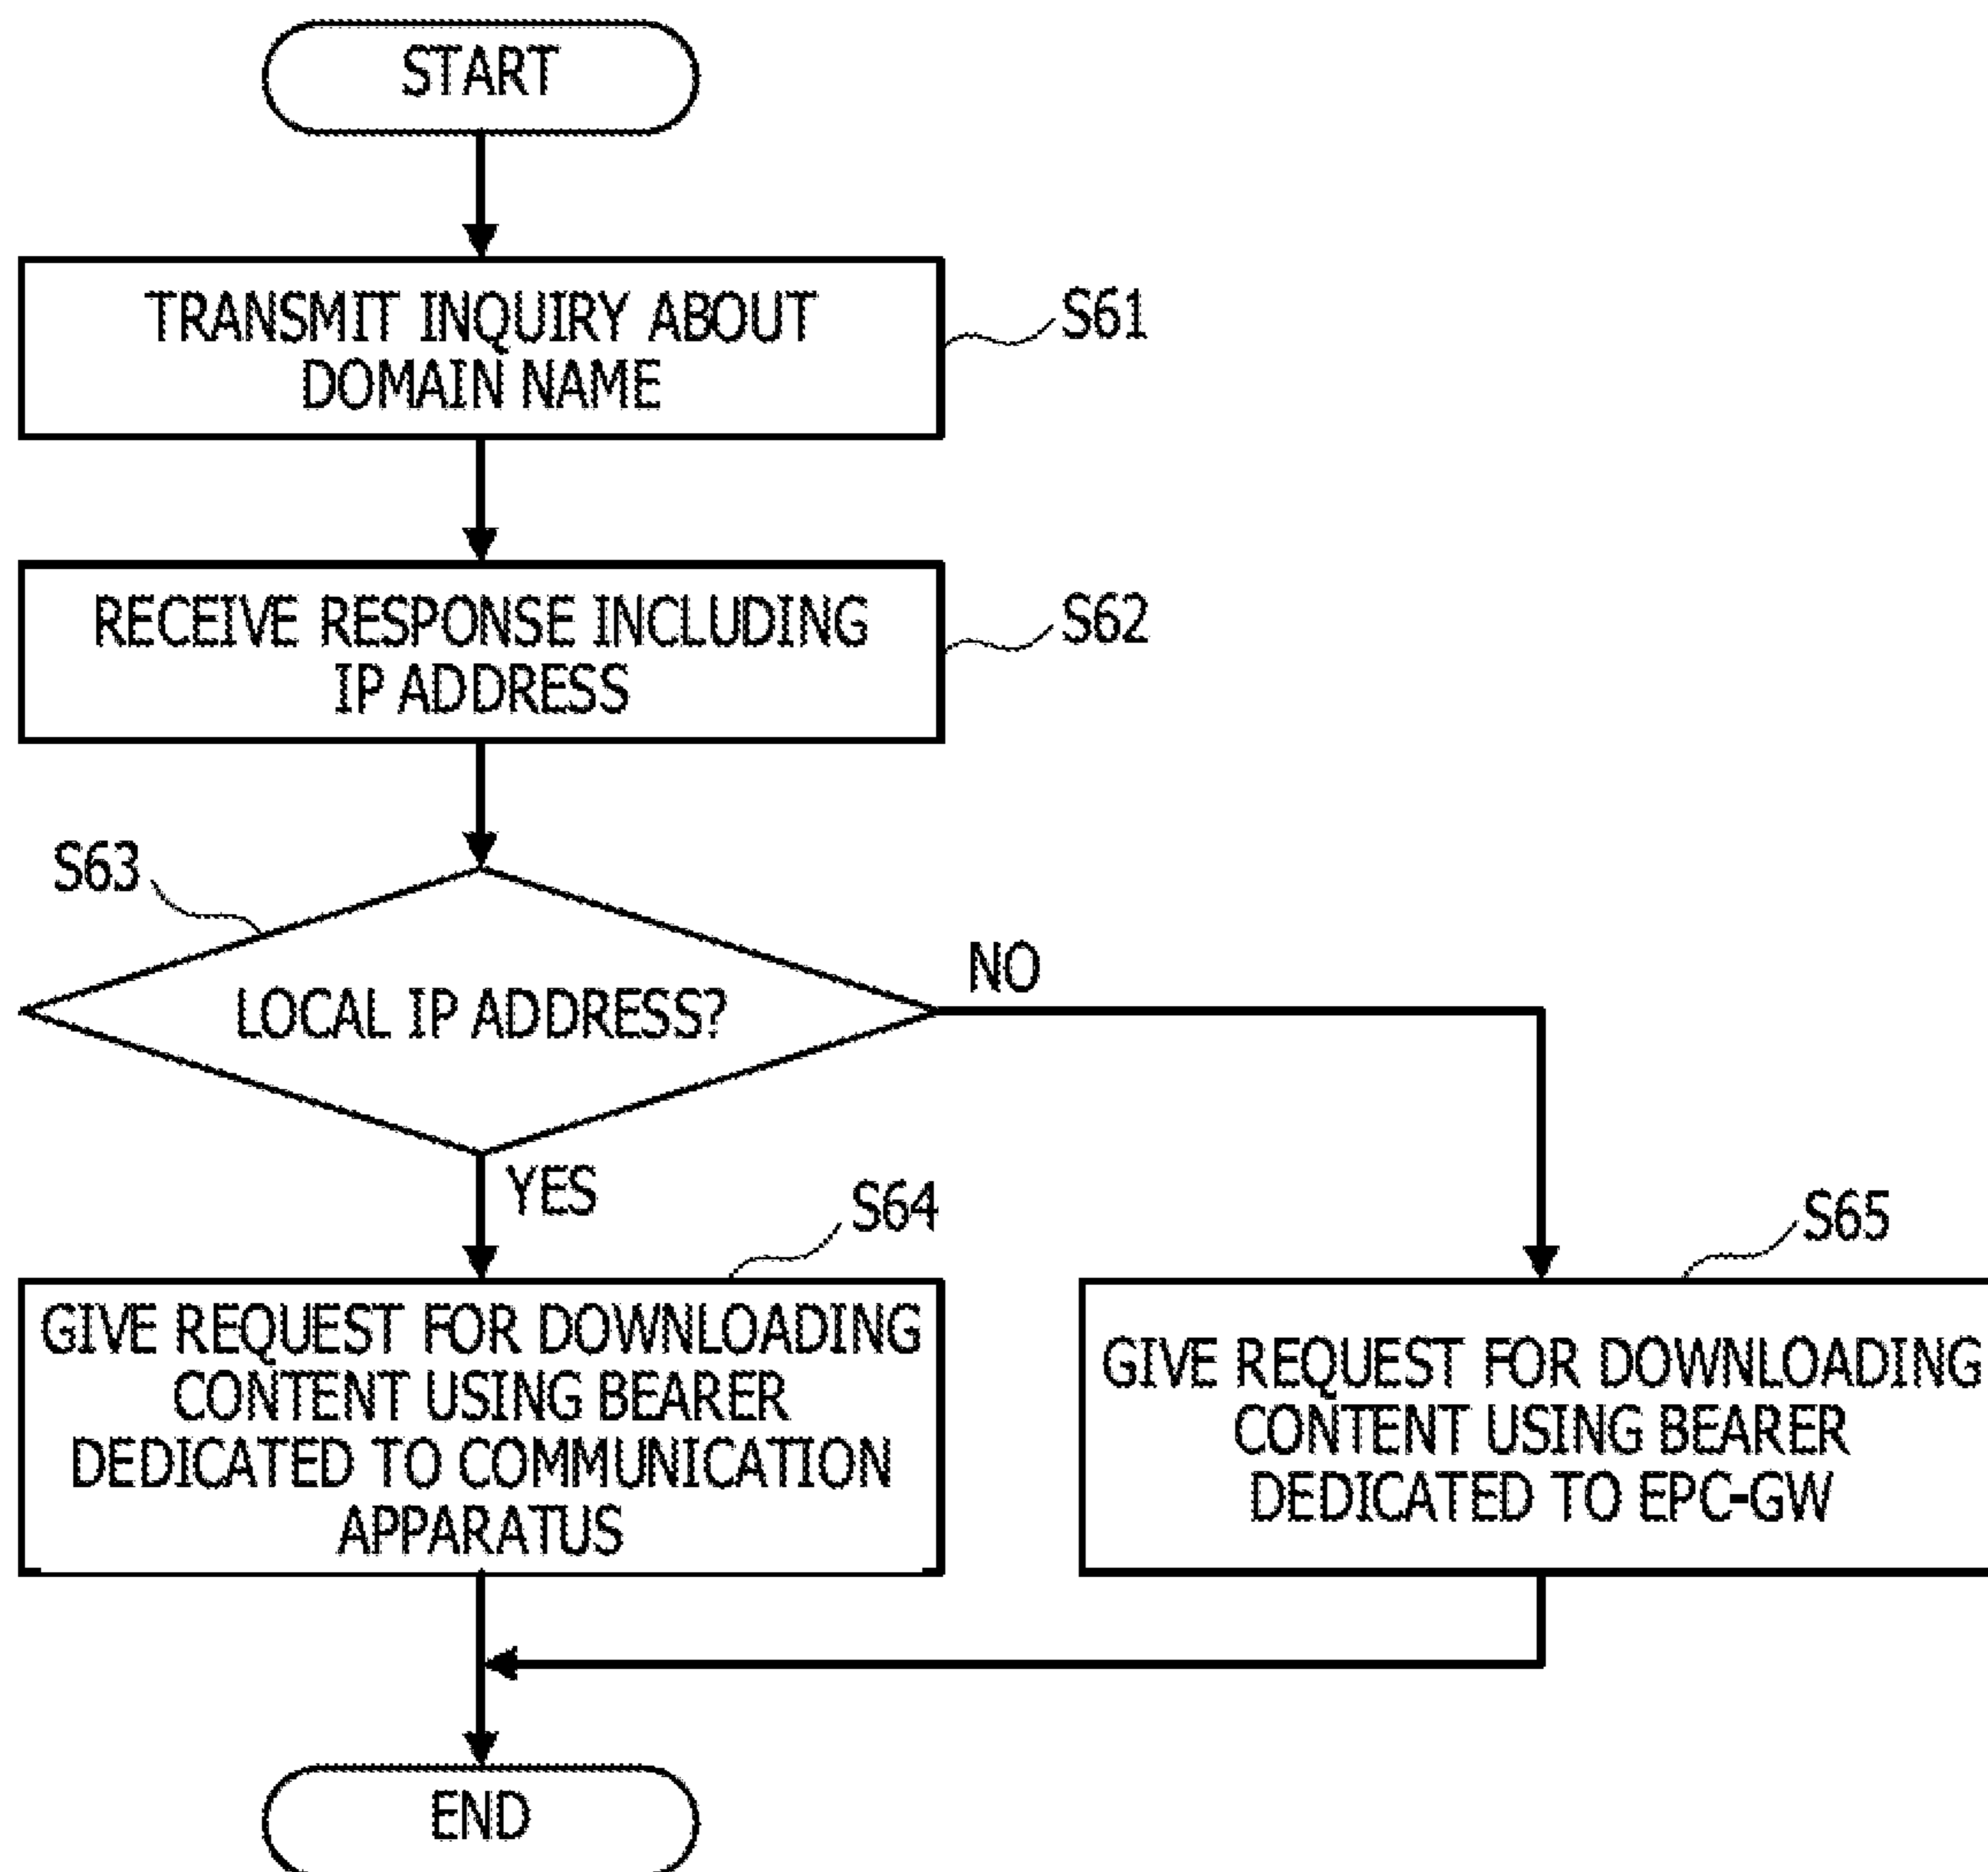 START
TRANSMIT INQUIRY ABOUT
DOMAIN NAME
S61
RECEIVE RESPONSE INCLUDING
IP ADDRESS
S62
S63
LOCAL IP ADDRESS?
NO
YES
S64
GIVE REQUEST FOR DOWNLOADING
CONTENT USING BEARER
DEDICATED TO COMMUNICATION
APPARATUS
S65
GIVE REQUEST FOR DOWNLOADING
CONTENT USING BEARER
DEDICATED TO EPC-GW
END